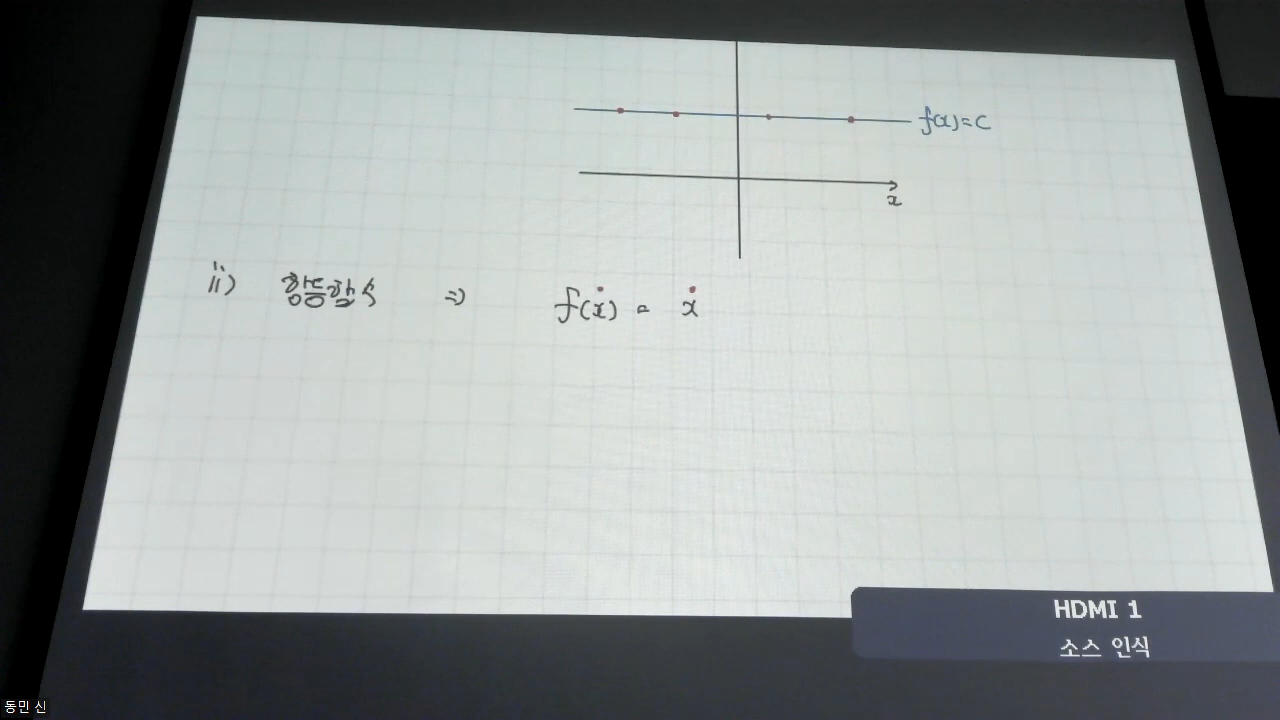 f(x)=c
x
ii) 항등함수 ⇒ f(x) = x
HDMI 1
소스 인식
동민 신